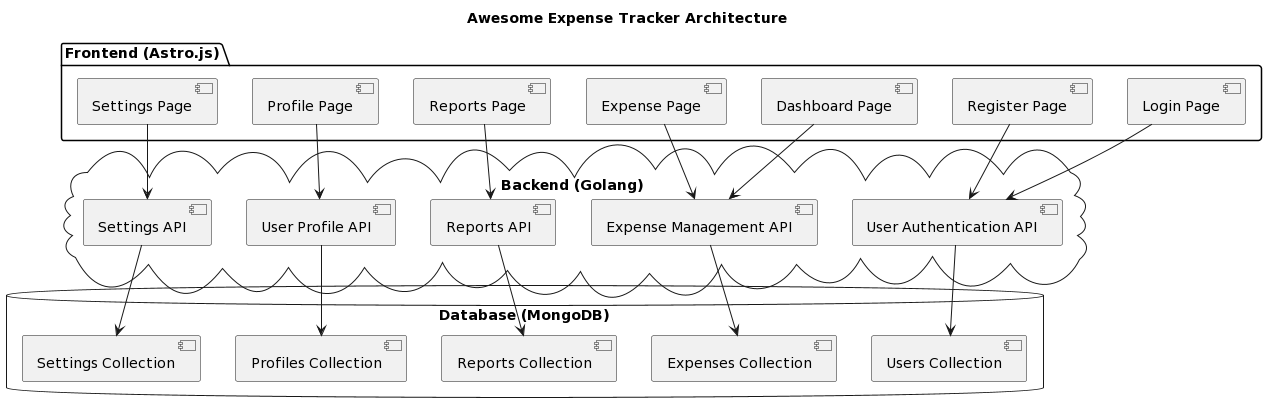 Awesome Expense Tracker Architecture
Frontend (Astro.js)
Settings Page
Profile Page
Reports Page
Expense Page
Dashboard Page
Register Page
Login Page
Backend (Golang)
Settings API
User Profile API
Reports API
Expense Management API
User Authentication API
Database (MongoDB)
Settings Collection
Profiles Collection
Reports Collection
Expenses Collection
Users Collection